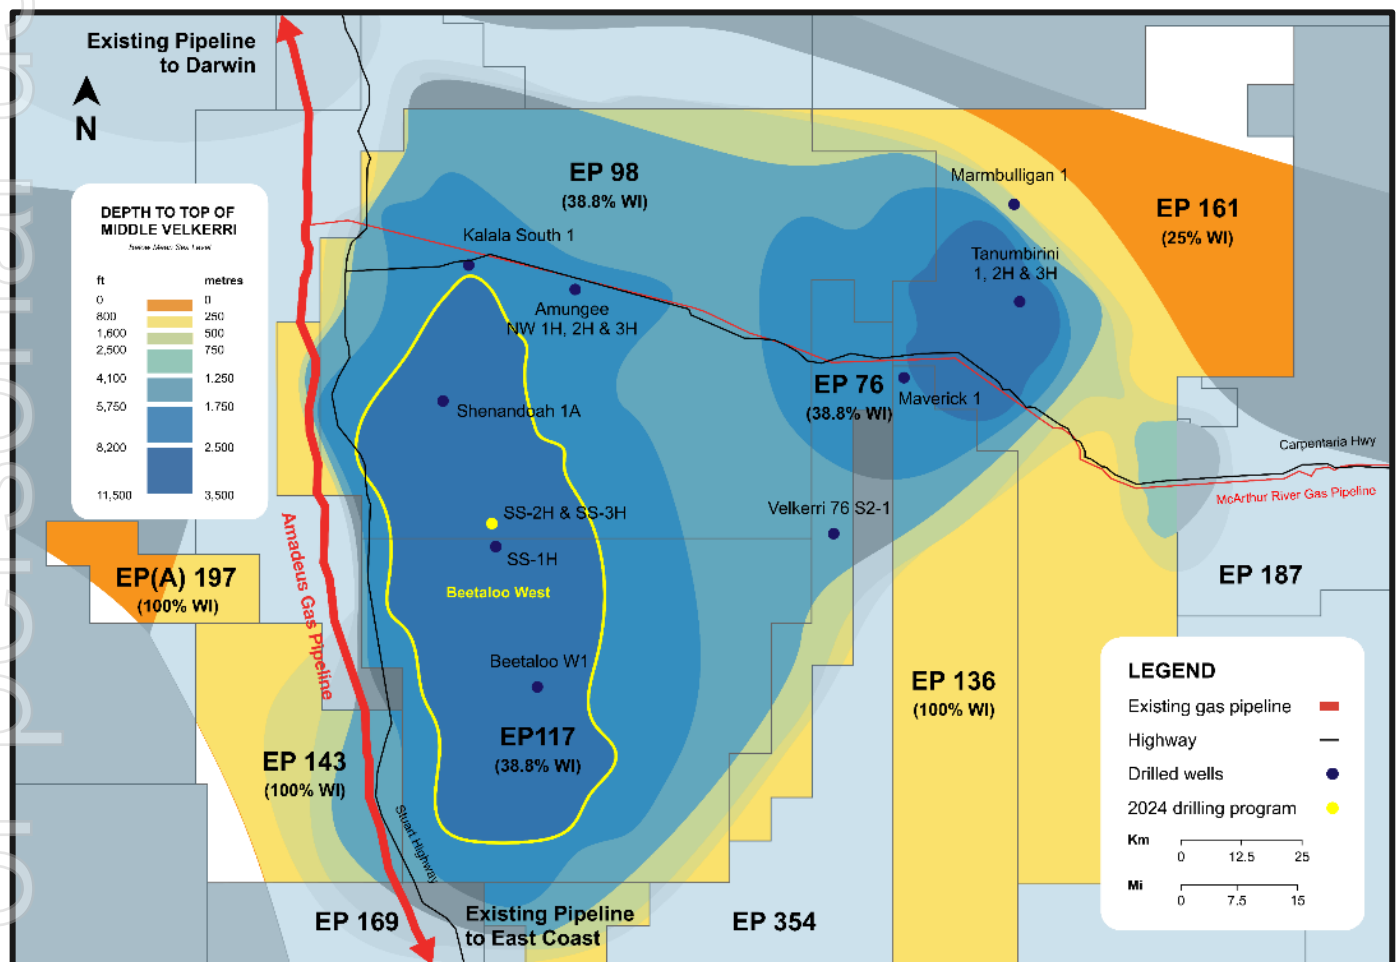 Existing Pipeline
to Darwin
N
DEPTH TO TOP OF
MIDDLE VELKERRI
Below Mean Sea Level
ft metres
0 0
800 250
1,600 500
2,500 750
4,100 1,250
5,750 1,750
8,200 2,500
11,500 3,500
EP 98
(38.8% WI)
Marmbulligan 1
EP 161
(25% WI)
Kalala South 1
Tanumbirini
1, 2H & 3H
Amungee
NW 1H, 2H & 3H
EP 76
(38.8% WI)
Maverick 1
Shenandoah 1A
Carpentaria Hwy
McArthur River Gas Pipeline
Velkerri 76 S2-1
SS-2H & SS-3H
SS-1H
Amadeus Gas Pipeline
EP(A) 197
(100% WI)
EP 187
Beetaloo West
Beetaloo W1
EP 136
(100% WI)
EP117
(38.8% WI)
EP 143
(100% WI)
Stuart Highway
EP 169
Existing Pipeline
to East Coast
EP 354
LEGEND
Existing gas pipeline
Highway
Drilled wells
2024 drilling program
Km
0 12.5 25
Mi
0 7.5 15